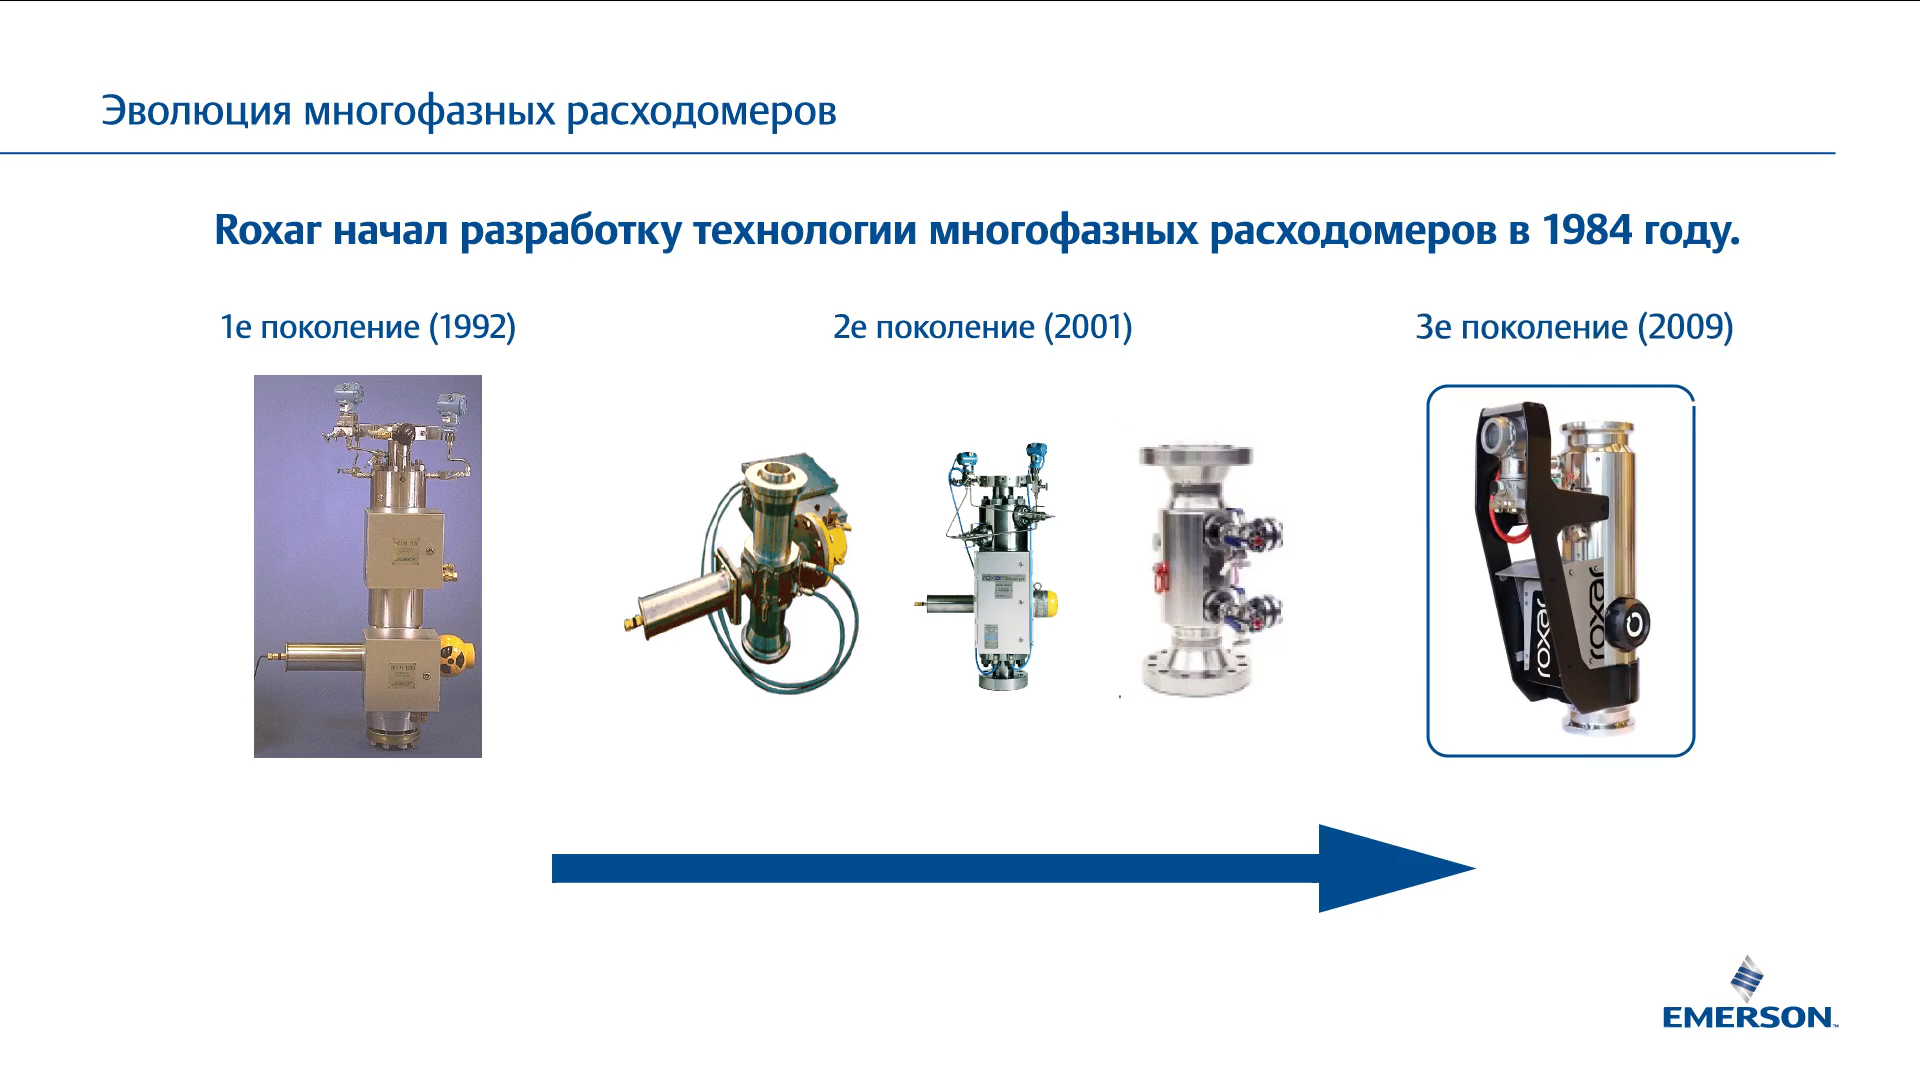 Эволюция многофазных расходомеров
Roxar начал разработку технологии многофазных расходомеров в 1984 году.
1е поколение (1992)
2е поколение (2001)
3е поколение (2009)
roxar
roxar
EMERSON™